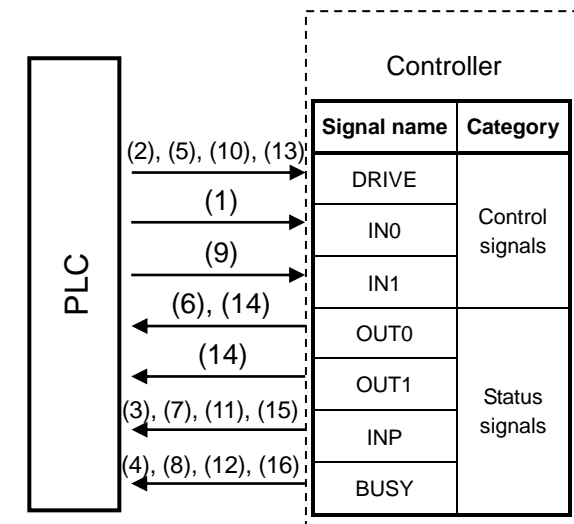 Controller
Signal name Category
(2), (5), (10), (13)
DRIVE
(1)
IN0
Control
signals
(9)
IN1
PLC
(6), (14)
OUT0
(14)
OUT1
Status
signals
(3), (7), (11), (15)
INP
(4), (8), (12), (16)
BUSY